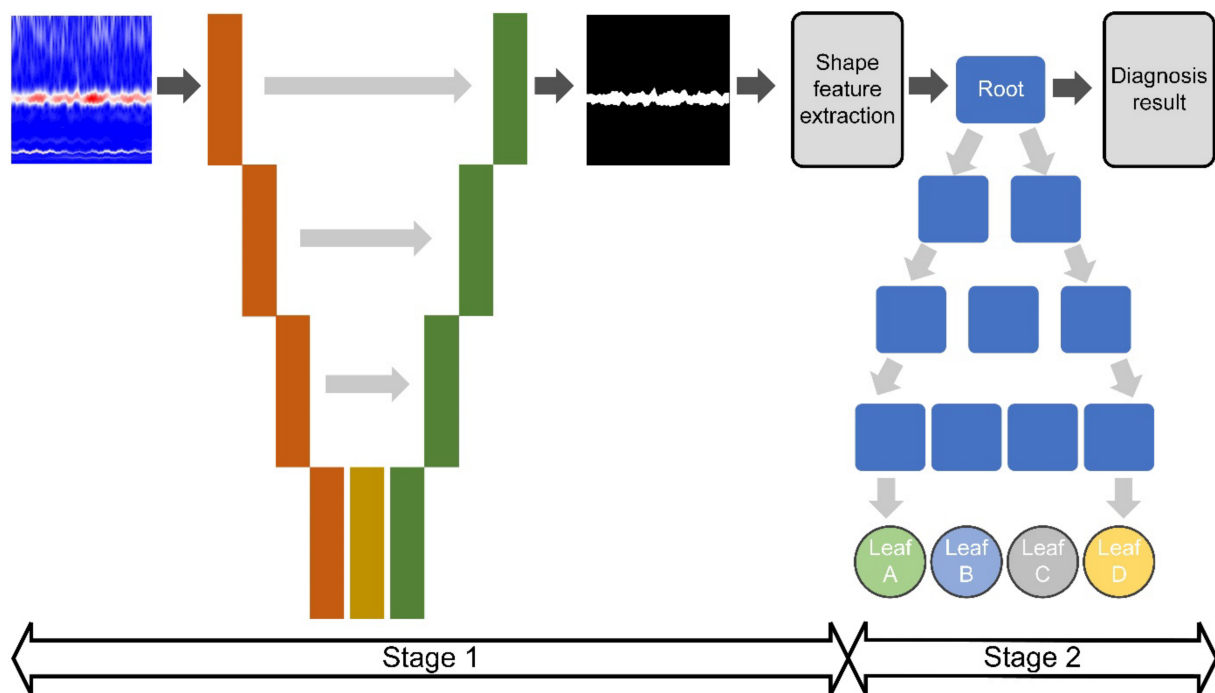 Shape
feature
extraction
Root
Diagnosis
result
Leaf
A
Leaf
B
Leaf
C
Leaf
D
Stage 1
Stage 2